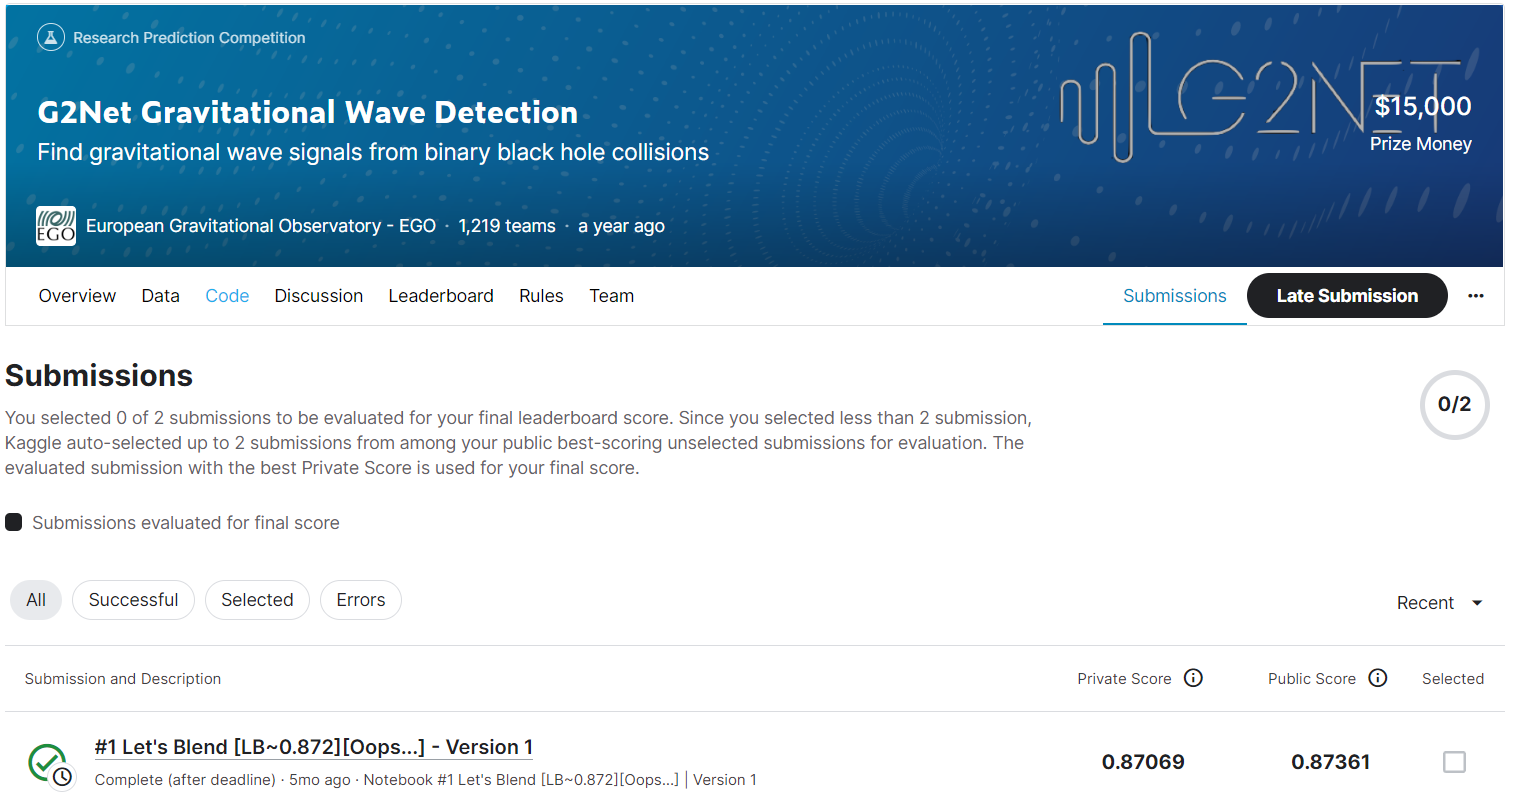 Research Prediction Competition
G2NET
G2Net Gravitational Wave Detection
$15,000
Find gravitational wave signals from binary black hole collisions
Prize Money
EGO
European Gravitational Observatory - EGO · 1,219 teams · a year ago
Overview Data Code Discussion Leaderboard Rules Team Submissions Late Submission ...
Submissions
You selected 0 of 2 submissions to be evaluated for your final leaderboard score. Since you selected less than 2 submission,
Kaggle auto-selected up to 2 submissions from among your public best-scoring unselected submissions for evaluation. The
evaluated submission with the best Private Score is used for your final score.
0/2
Submissions evaluated for final score
All Successful Selected Errors Recent
Submission and Description Private Score Public Score Selected
#1 Let's Blend [LB~0.872][Oops...] - Version 1
Complete (after deadline) · 5mo ago · Notebook #1 Let's Blend [LB~0.872][Oops...] | Version 1
0.87069 0.87361